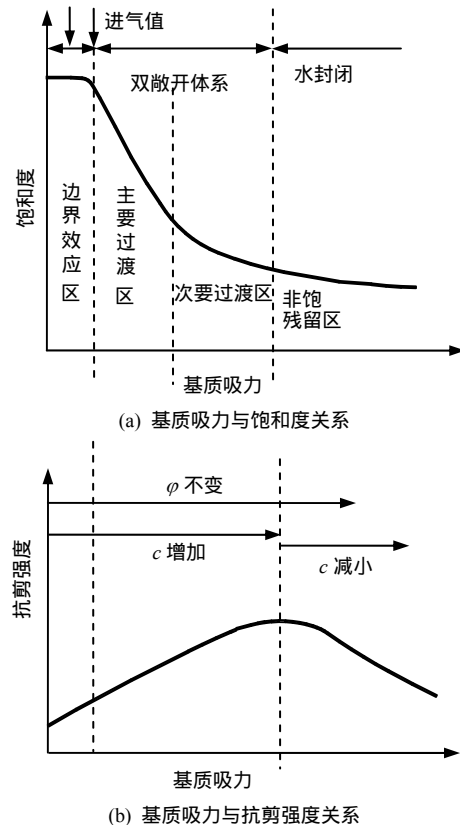 进气值
双敞开体系
水封闭
饱和度
边界效应区
主要过渡区
次要过渡区
非饱
残留区
基质吸力
(a) 基质吸力与饱和度关系
φ 不变
c 增加
c 减小
抗剪强度
基质吸力
(b) 基质吸力与抗剪强度关系